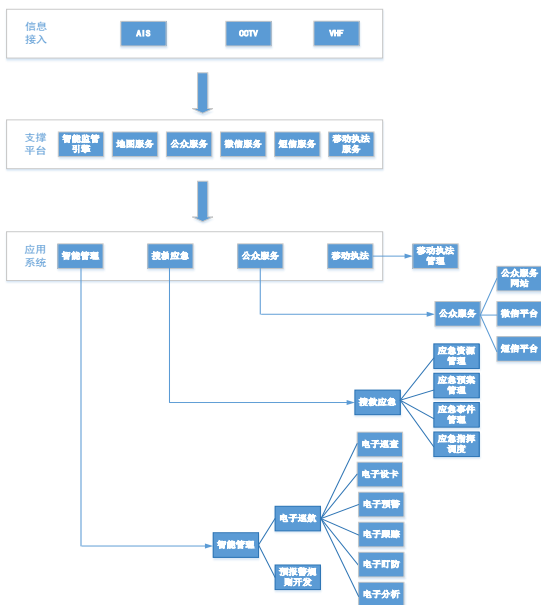 信息
接入
AIS
CCTV
VHF
支撑
平台
智能监管
引擎
地图服务
公众服务
微信服务
短信服务
移动执法
服务
应用
系统
智能管理
搜救应急
公众服务
移动执法
移动执法
管理
公众服务
公众服务
网站
微信平台
短信平台
搜救应急
应急资源
管理
应急预案
管理
应急事件
管理
应急指挥
调度
智能管理
电子巡航
电子巡查
电子设卡
电子预警
电子跟踪
电子盯防
电子分析
预报警规
则开发